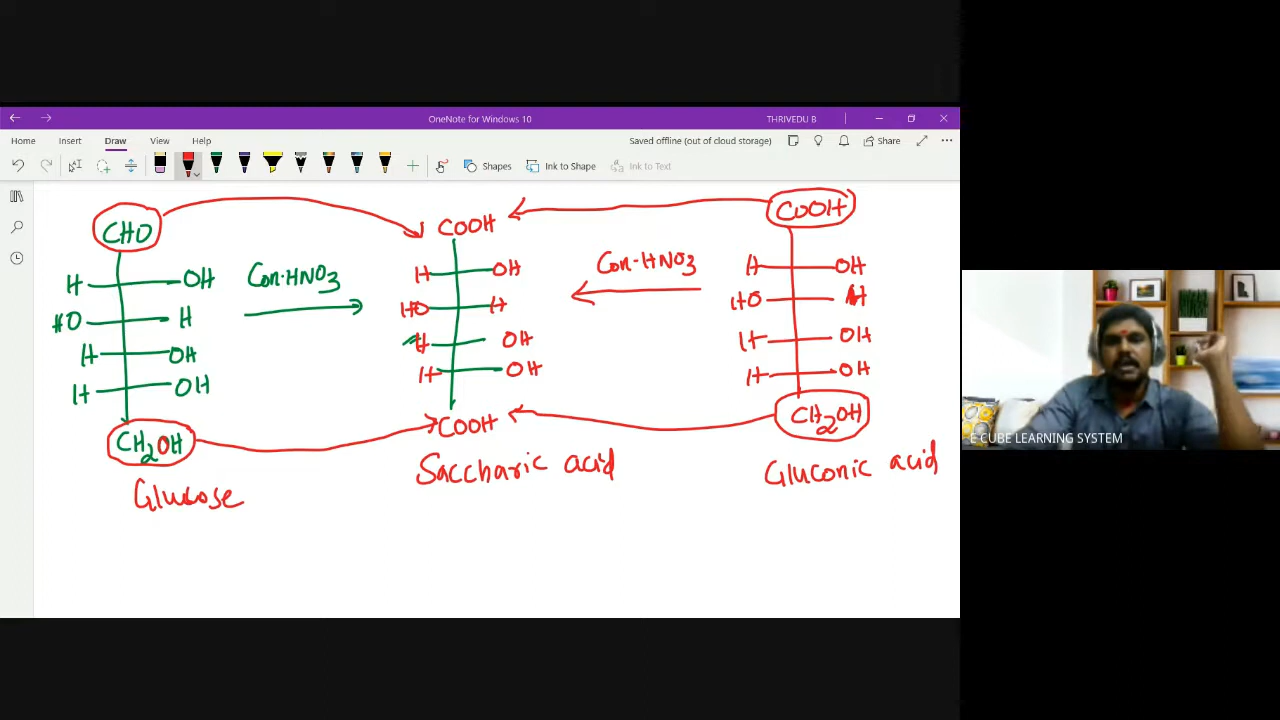 OneNote for Windows 10
THRIVEDU B
Home Insert Draw View Help
Saved offline (out of cloud storage)
Share
Shapes
Ink to Shape
Ink to Text
CHO
H OH
HO H
H OH
H OH
CH2OH
Glucose
Con·HNO3
COOH
H OH
HO H
H OH
H OH
COOH
Saccharic acid
Con·HNO3
COOH
H OH
HO H
H OH
H OH
CH2OH
Gluconic acid
E CUBE LEARNING SYSTEM